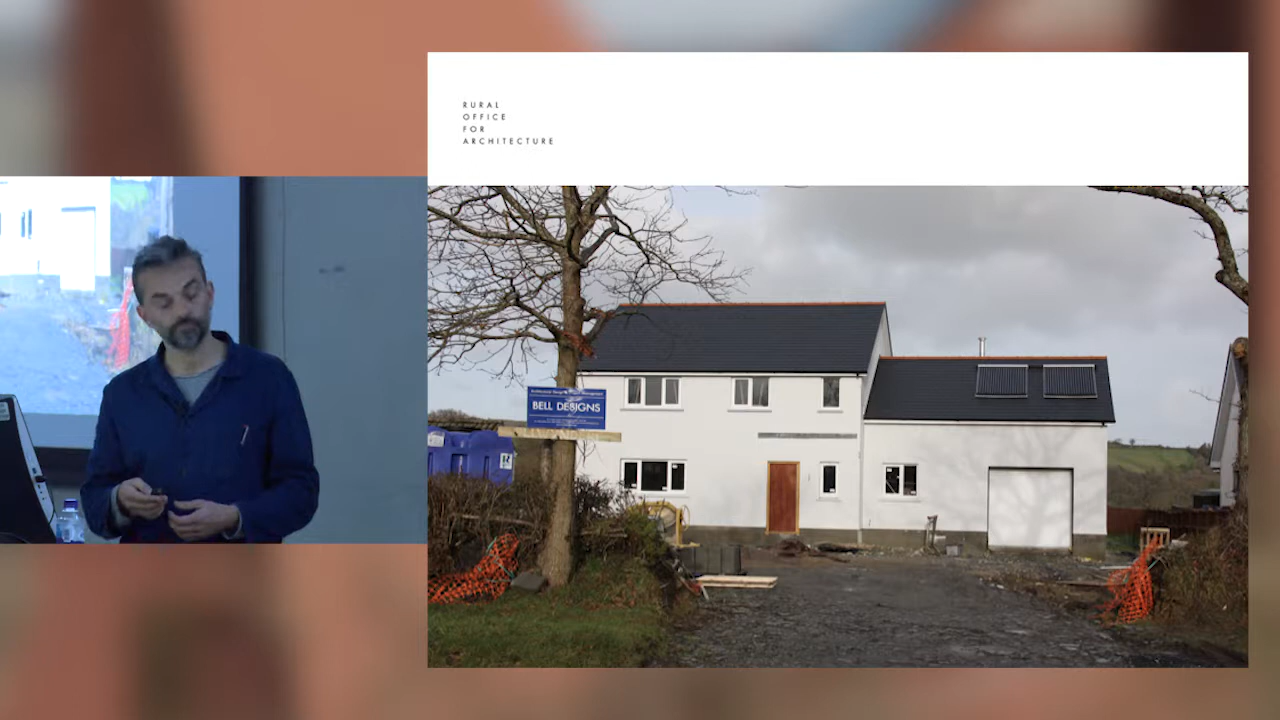 RURAL
OFFICE
FOR
ARCHITECTURE
BELL DESIGNS